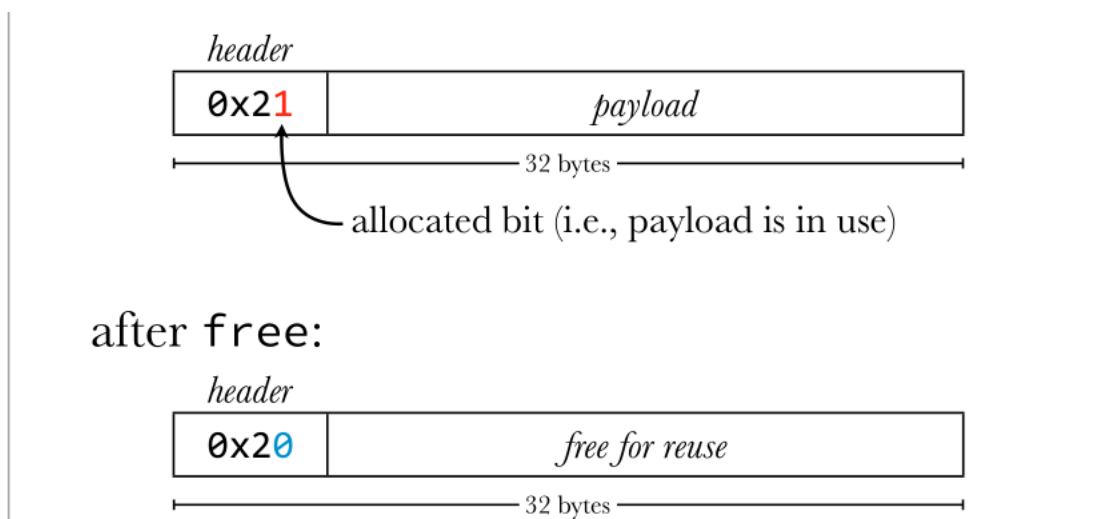 header
0x21
payload
32 bytes
allocated bit (i.e., payload is in use)
after free:
header
0x20
free for reuse
32 bytes